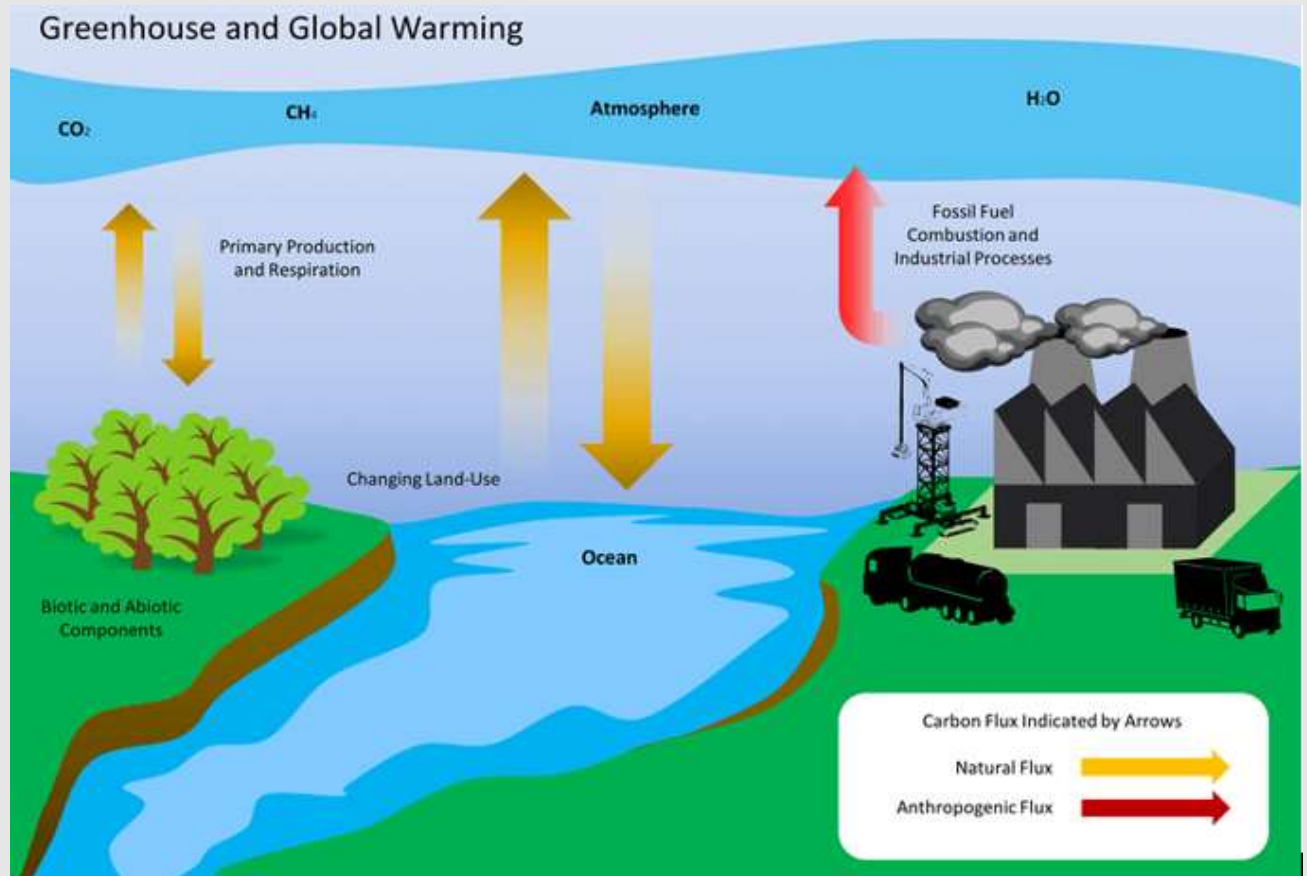 Greenhouse and Global Warming
CO₂
CH₄
Atmosphere
H₂O
Primary Production
and Respiration
Fossil Fuel
Combustion and
Industrial Processes
Changing Land-Use
Ocean
Biotic and Abiotic
Components
Carbon Flux Indicated by Arrows
Natural Flux
Anthropogenic Flux